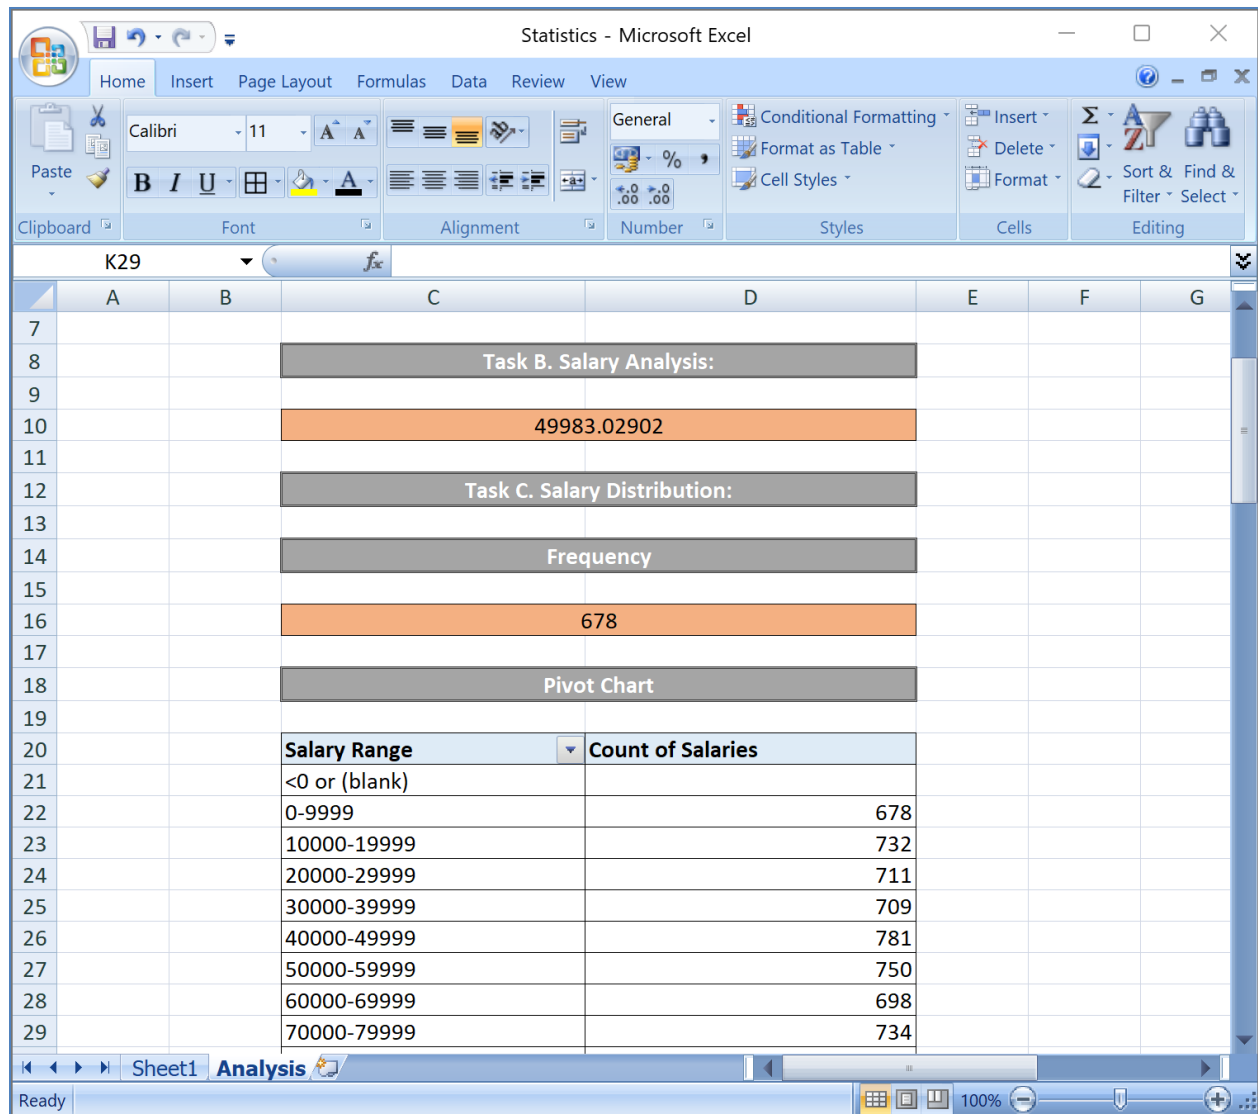 Statistics - Microsoft Excel
Home Insert Page Layout Formulas Data Review View
Paste
Clipboard
Calibri 11 A A
B I U A
Font
Alignment
General
% ,
.0 .00 .0 .00
Number
Conditional Formatting
Format as Table
Cell Styles
Styles
Insert
Delete
Format
Cells
Σ
A
Z
Sort & Filter
Find & Select
Editing
K29 fx
A B C D E F G
7
8 Task B. Salary Analysis:
9
10 49983.02902
11
12 Task C. Salary Distribution:
13
14 Frequency
15
16 678
17
18 Pivot Chart
19
20 Salary Range Count of Salaries
21 <0 or (blank)
22 0-9999 678
23 10000-19999 732
24 20000-29999 711
25 30000-39999 709
26 40000-49999 781
27 50000-59999 750
28 60000-69999 698
29 70000-79999 734
Sheet1 Analysis
Ready 100%